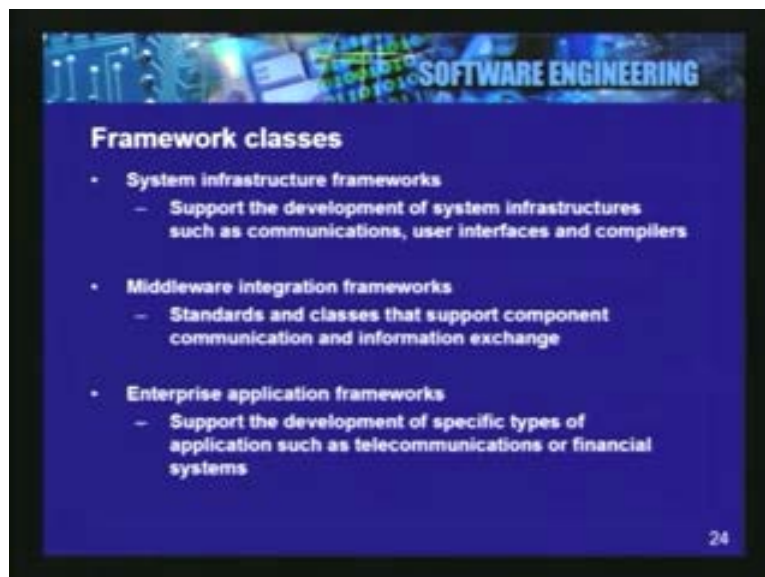 SOFTWARE ENGINEERING
Framework classes
• System infrastructure frameworks
– Support the development of system infrastructures
such as communications, user interfaces and compilers
• Middleware integration frameworks
– Standards and classes that support component
communication and information exchange
• Enterprise application frameworks
– Support the development of specific types of
application such as telecommunications or financial
systems
24